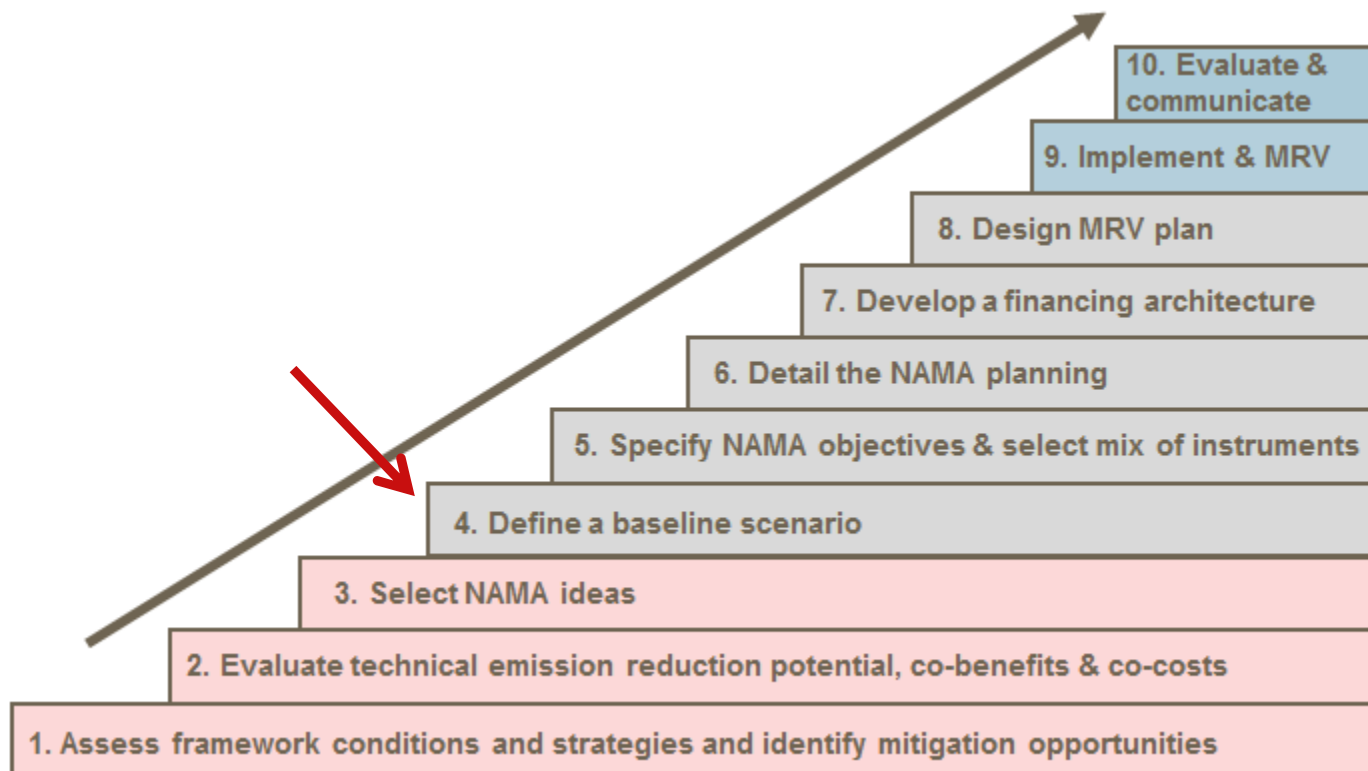 10. Evaluate &
communicate
9. Implement & MRV
8. Design MRV plan
7. Develop a financing architecture
6. Detail the NAMA planning
5. Specify NAMA objectives & select mix of instruments
4. Define a baseline scenario
3. Select NAMA ideas
2. Evaluate technical emission reduction potential, co-benefits & co-costs
1. Assess framework conditions and strategies and identify mitigation opportunities